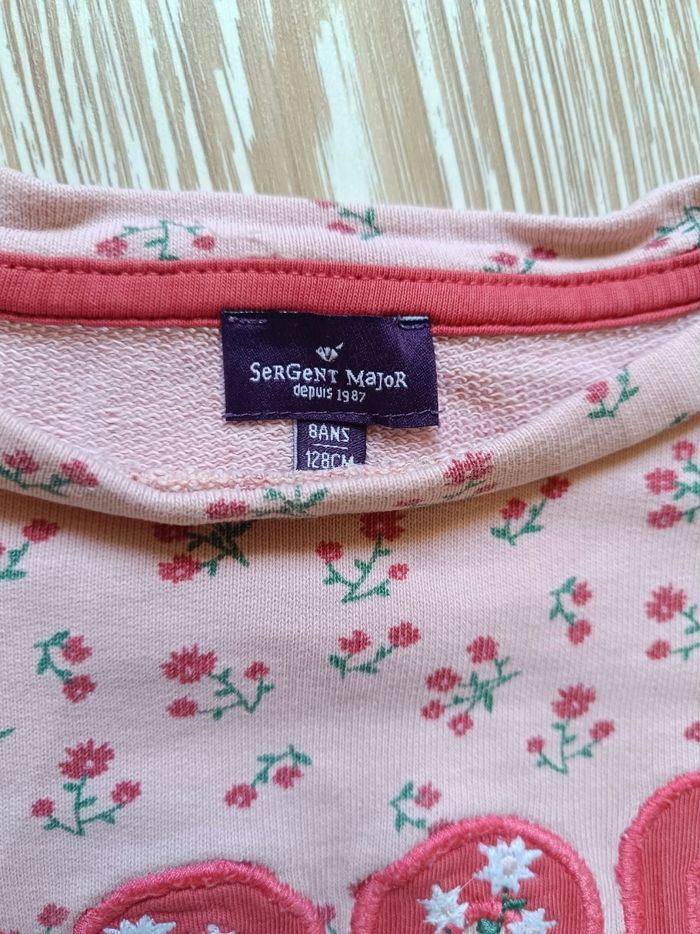 SerGent Major
depuis 1987
8ANS
128CM